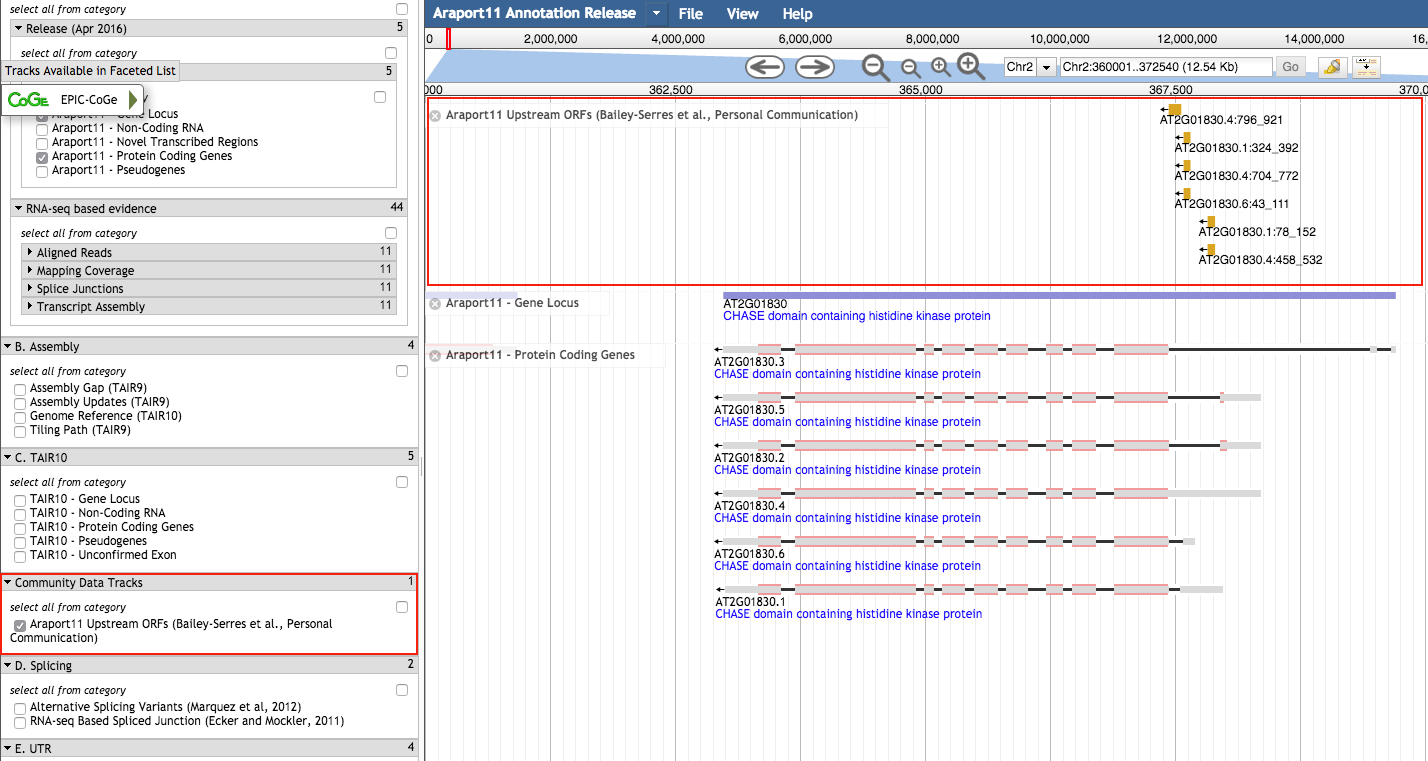 select all from category
Release (Apr 2016) 5
select all from category
Tracks Available in Faceted List 5
CoGe EPIC-CoGe
Araport11 - Gene Locus
Araport11 - Non-Coding RNA
Araport11 - Novel Transcribed Regions
Araport11 - Protein Coding Genes
Araport11 - Pseudogenes
RNA-seq based evidence 44
select all from category
Aligned Reads 11
Mapping Coverage 11
Splice Junctions 11
Transcript Assembly 11
B. Assembly 4
select all from category
Assembly Gap (TAIR9)
Assembly Updates (TAIR9)
Genome Reference (TAIR10)
Tiling Path (TAIR9)
C. TAIR10 5
select all from category
TAIR10 - Gene Locus
TAIR10 - Non-Coding RNA
TAIR10 - Protein Coding Genes
TAIR10 - Pseudogenes
TAIR10 - Unconfirmed Exon
Community Data Tracks 1
select all from category
Araport11 Upstream ORFs (Bailey-Serres et al., Personal
Communication)
D. Splicing 2
select all from category
Alternative Splicing Variants (Marquez et al, 2012)
RNA-seq Based Spliced Junction (Ecker and Mockler, 2011)
E. UTR 4
Araport11 Annotation Release File View Help
0 2,000,000 4,000,000 6,000,000 8,000,000 10,000,000 12,000,000 14,000,000 16,
Chr2 Chr2:360001..372540 (12.54 Kb) Go
000 362,500 365,000 367,500 370,0
Araport11 Upstream ORFs (Bailey-Serres et al., Personal Communication)
AT2G01830.4:796_921
AT2G01830.1:324_392
AT2G01830.4:704_772
AT2G01830.6:43_111
AT2G01830.1:78_152
AT2G01830.4:458_532
Araport11 - Gene Locus
AT2G01830
CHASE domain containing histidine kinase protein
Araport11 - Protein Coding Genes
AT2G01830.3
CHASE domain containing histidine kinase protein
AT2G01830.5
CHASE domain containing histidine kinase protein
AT2G01830.2
CHASE domain containing histidine kinase protein
AT2G01830.4
CHASE domain containing histidine kinase protein
AT2G01830.6
CHASE domain containing histidine kinase protein
AT2G01830.1
CHASE domain containing histidine kinase protein